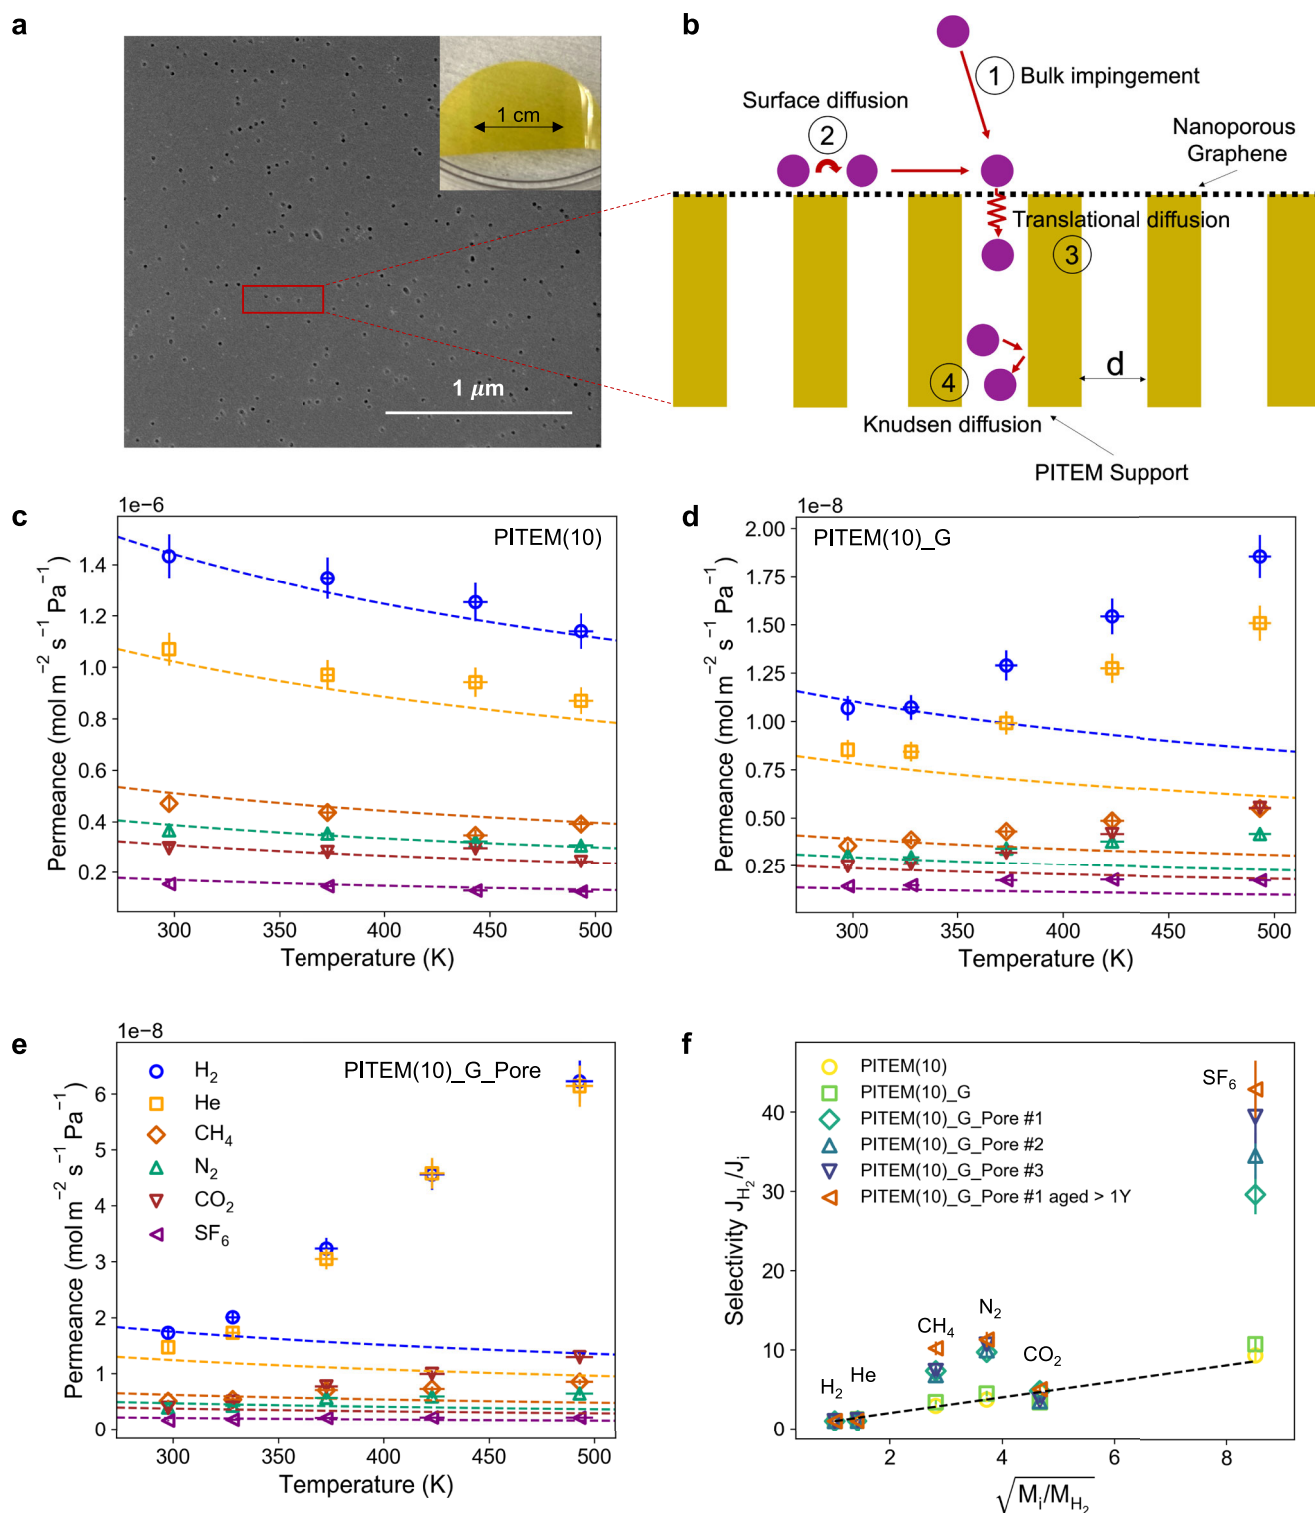 a
1 cm
1 μm
b
1
Bulk impingement
Surface diffusion
2
Nanoporous
Graphene
Translational diffusion
3
4
d
Knudsen diffusion
PITEM Support
c
1e−6
PITEM(10)
1.4
1.2
1.0
0.8
0.6
0.4
0.2
Permeance (mol m⁻² s⁻¹ Pa⁻¹)
300
350
400
450
500
Temperature (K)
d
1e−8
PITEM(10)_G
2.00
1.75
1.50
1.25
1.00
0.75
0.50
0.25
Permeance (mol m⁻² s⁻¹ Pa⁻¹)
300
350
400
450
500
Temperature (K)
e
1e−8
H₂
He
CH₄
N₂
CO₂
SF₆
PITEM(10)_G_Pore
6
5
4
3
2
1
0
Permeance (mol m⁻² s⁻¹ Pa⁻¹)
300
350
400
450
500
Temperature (K)
f
PITEM(10)
PITEM(10)_G
PITEM(10)_G_Pore #1
PITEM(10)_G_Pore #2
PITEM(10)_G_Pore #3
PITEM(10)_G_Pore #1 aged > 1Y
SF₆
CH₄
N₂
CO₂
H₂
He
40
30
20
10
0
Selectivity J_H₂/J_i
2
4
6
8
√M_i/M_H₂